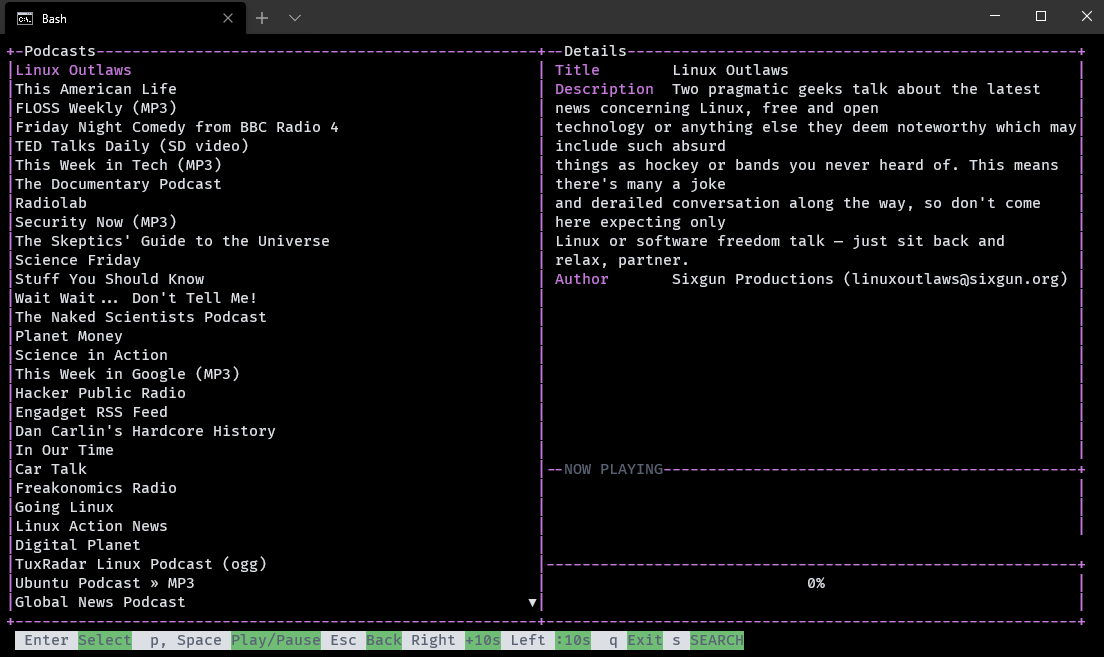 Bash
Podcasts
Linux Outlaws
This American Life
FLOSS Weekly (MP3)
Friday Night Comedy from BBC Radio 4
TED Talks Daily (SD video)
This Week in Tech (MP3)
The Documentary Podcast
Radiolab
Security Now (MP3)
The Skeptics' Guide to the Universe
Science Friday
Stuff You Should Know
Wait Wait... Don't Tell Me!
The Naked Scientists Podcast
Planet Money
Science in Action
This Week in Google (MP3)
Hacker Public Radio
Engadget RSS Feed
Dan Carlin's Hardcore History
In Our Time
Car Talk
Freakonomics Radio
Going Linux
Linux Action News
Digital Planet
TuxRadar Linux Podcast (ogg)
Ubuntu Podcast » MP3
Global News Podcast
Details
Title Linux Outlaws
Description Two pragmatic geeks talk about the latest
news concerning Linux, free and open
technology or anything else they deem noteworthy which may
include such absurd
things as hockey or bands you never heard of. This means
there's many a joke
and derailed conversation along the way, so don't come
here expecting only
Linux or software freedom talk — just sit back and
relax, partner.
Author Sixgun Productions (linuxoutlaws@sixgun.org)
NOW PLAYING
0%
Enter Select p, Space Play/Pause Esc Back Right +10s Left :10s q Exit s SEARCH